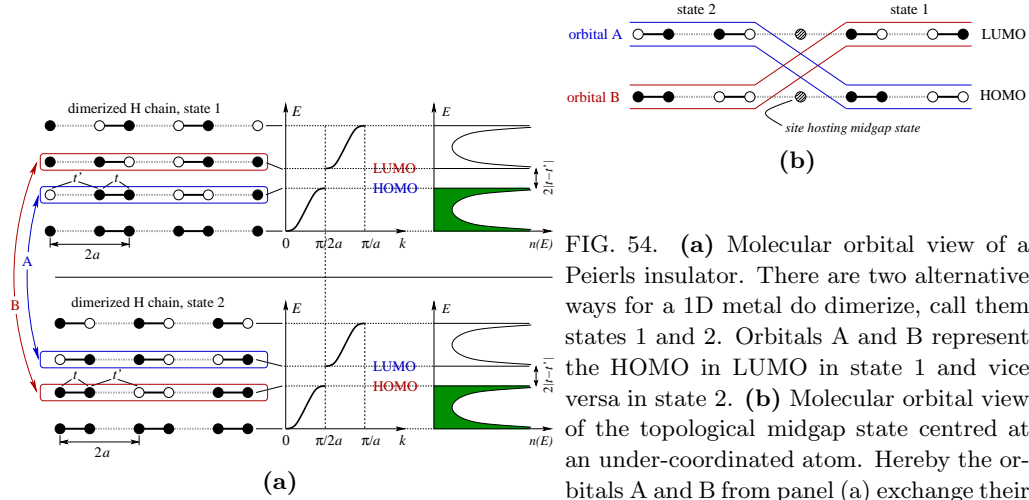 dimerized H chain, state 1
E
E
LUMO
HOMO
t'
t
2|t−t'|
2a
0
π/2a
π/a
k
n(E)
A
B
dimerized H chain, state 2
E
E
LUMO
HOMO
t
t'
2|t−t'|
2a
0
π/2a
π/a
k
n(E)
(a)
state 2
state 1
orbital A
LUMO
orbital B
HOMO
site hosting midgap state
(b)
FIG. 54. (a) Molecular orbital view of a
Peierls insulator. There are two alternative
ways for a 1D metal do dimerize, call them
states 1 and 2. Orbitals A and B represent
the HOMO in LUMO in state 1 and vice
versa in state 2. (b) Molecular orbital view
of the topological midgap state centred at
an under-coordinated atom. Hereby the or-
bitals A and B from panel (a) exchange their